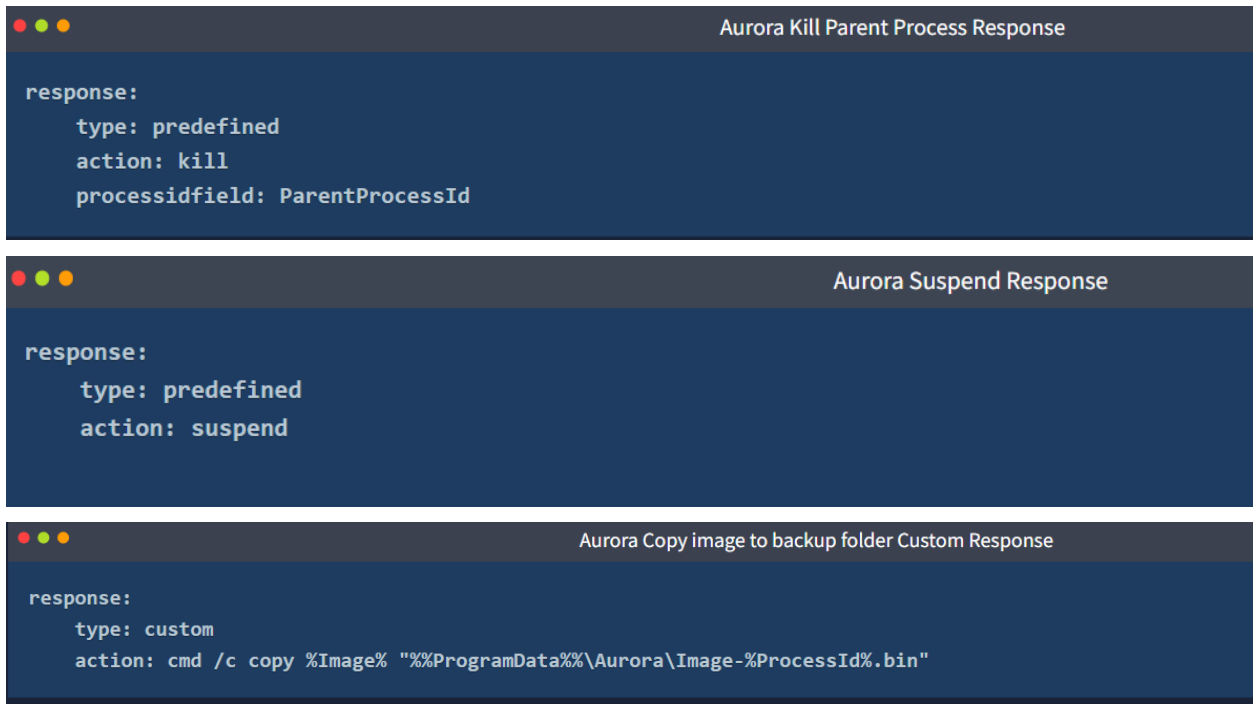 Aurora Kill Parent Process Response
response:
    type: predefined
    action: kill
    processidfield: ParentProcessId
Aurora Suspend Response
response:
    type: predefined
    action: suspend
Aurora Copy image to backup folder Custom Response
response:
    type: custom
    action: cmd /c copy %Image% "%%ProgramData%%\Aurora\Image-%ProcessId%.bin"